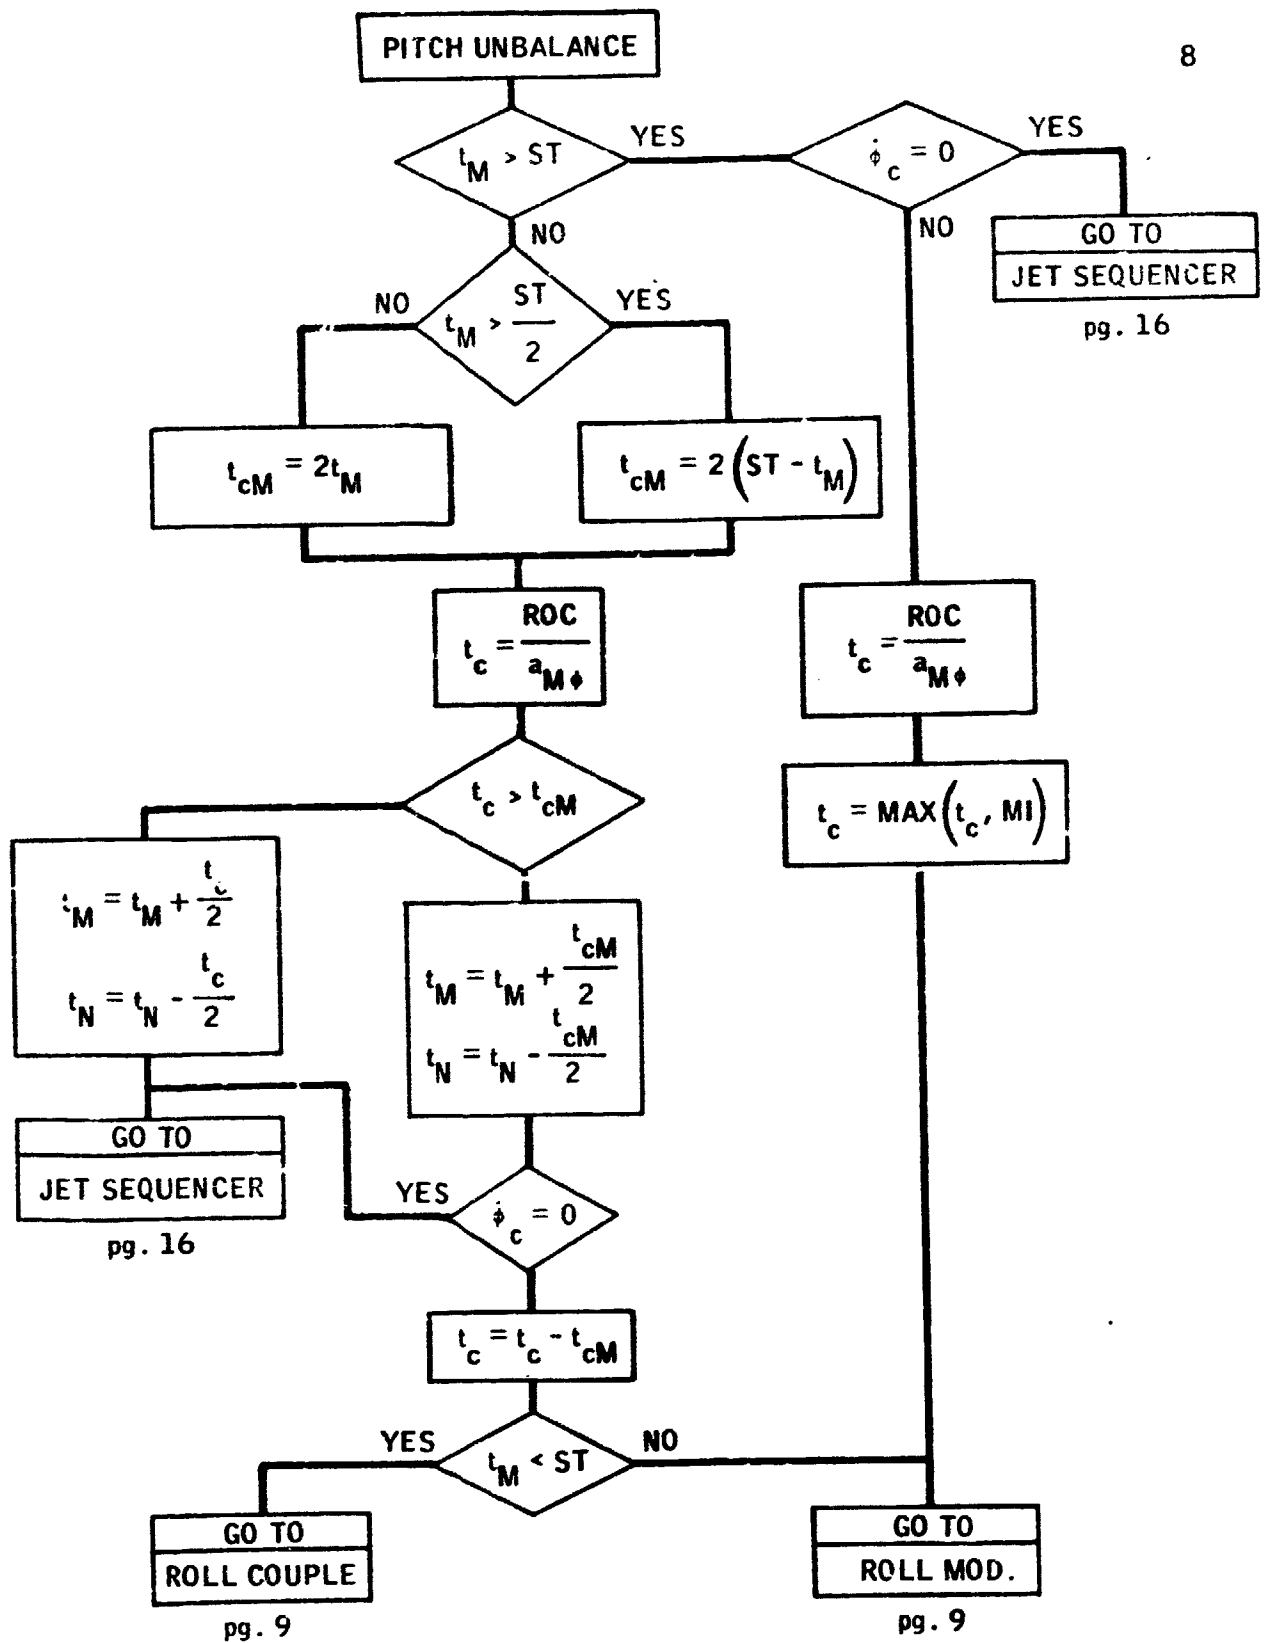 8
PITCH UNBALANCE
t_M > ST
YES
NO
φ̇_c = 0
YES
NO
GO TO
JET SEQUENCER
pg. 16
t_M > ST/2
NO
YES
t_cM = 2t_M
t_cM = 2(ST - t_M)
t_c = ROC/a_Mφ
t_c = ROC/a_Mφ
t_c > t_cM
t_c = MAX(t_c, MI)
t_M = t_M + t_c/2
t_N = t_N - t_c/2
t_M = t_M + t_cM/2
t_N = t_N - t_cM/2
GO TO
JET SEQUENCER
pg. 16
YES
φ̇_c = 0
t_c = t_c - t_cM
YES
t_M < ST
NO
GO TO
ROLL COUPLE
pg. 9
GO TO
ROLL MOD.
pg. 9